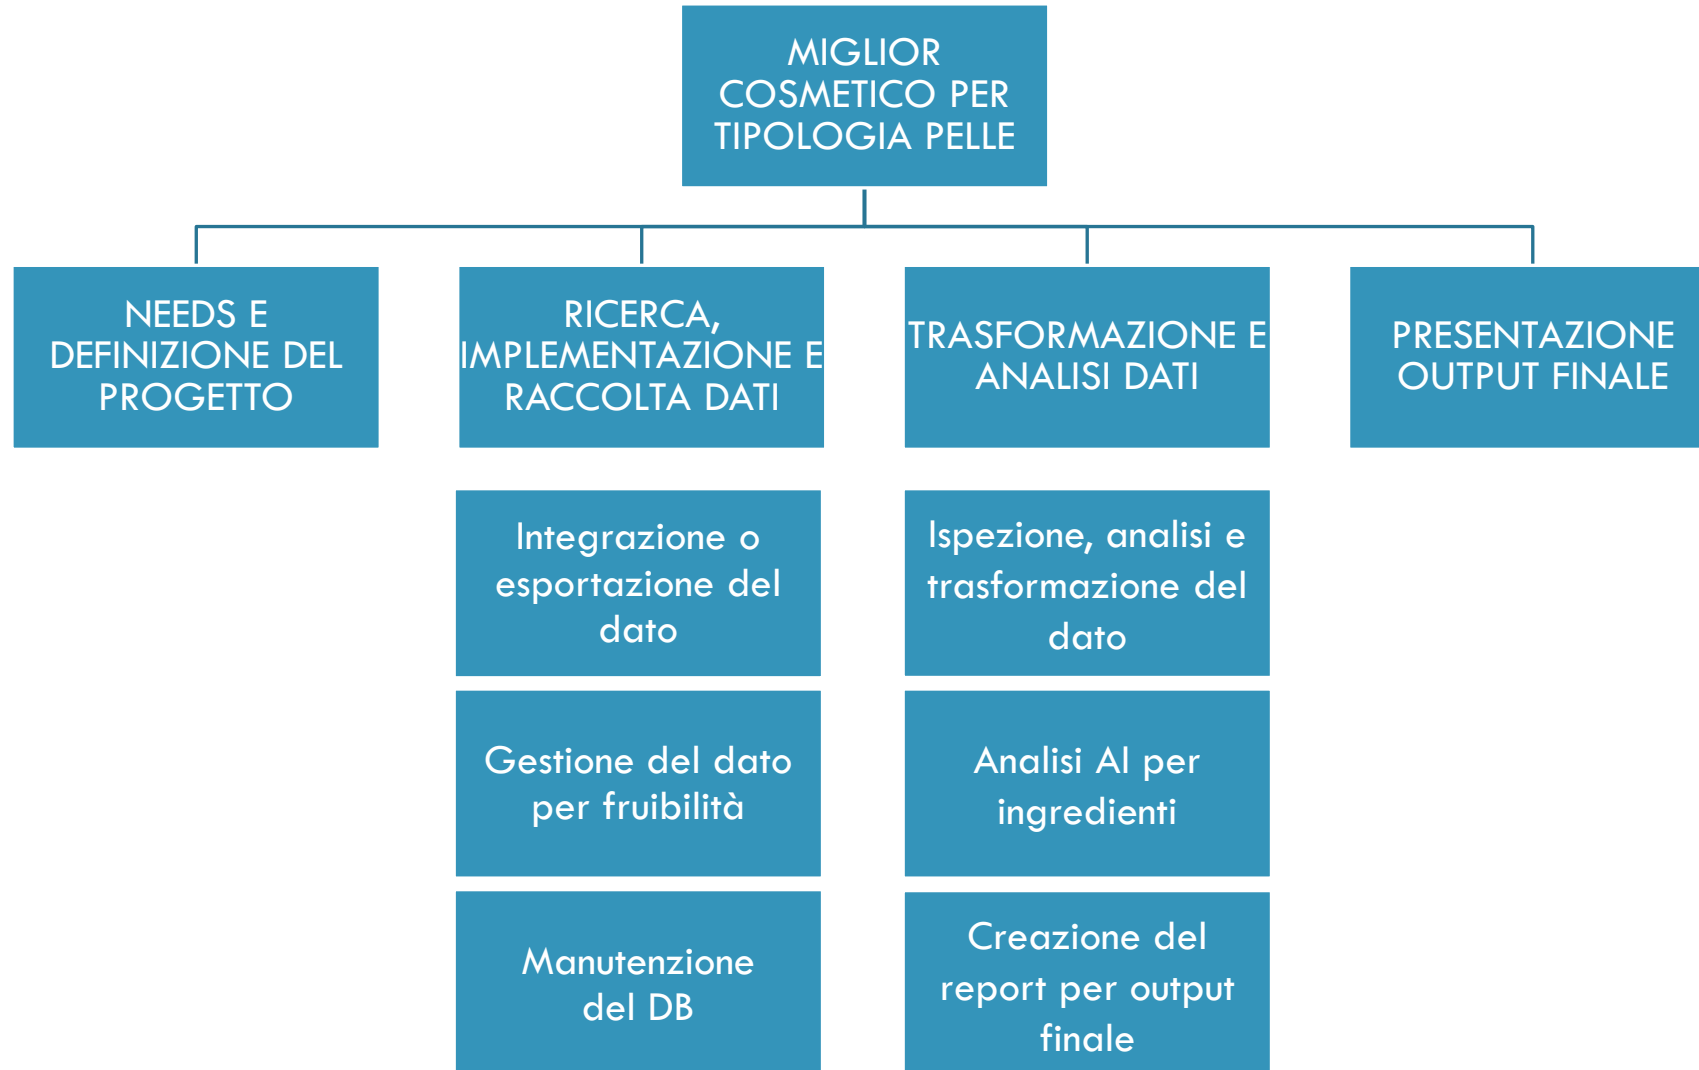 MIGLIOR
COSMETICO PER
TIPOLOGIA PELLE
NEEDS E
DEFINIZIONE DEL
PROGETTO
RICERCA,
IMPLEMENTAZIONE E
RACCOLTA DATI
TRASFORMAZIONE E
ANALISI DATI
PRESENTAZIONE
OUTPUT FINALE
Integrazione o
esportazione del
dato
Gestione del dato
per fruibilità
Manutenzione
del DB
Ispezione, analisi e
trasformazione del
dato
Analisi AI per
ingredienti
Creazione del
report per output
finale